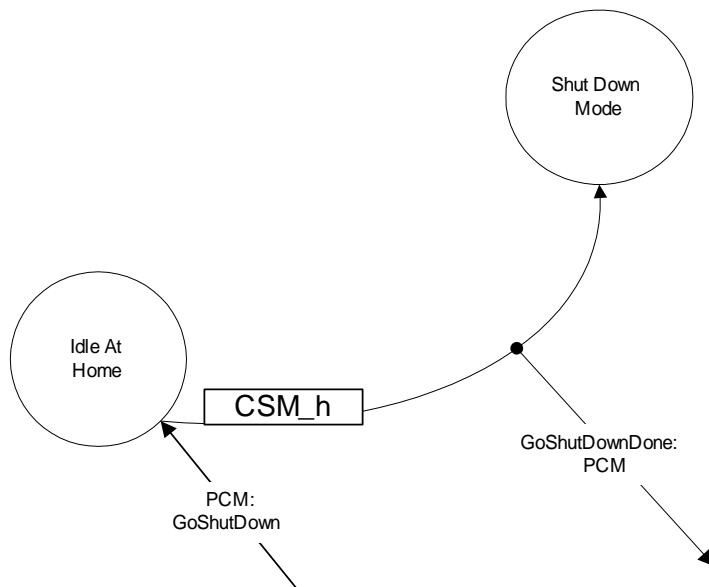 Shut Down
Mode
Idle At
Home
CSM_h
GoShutDownDone:
PCM
PCM:
GoShutDown